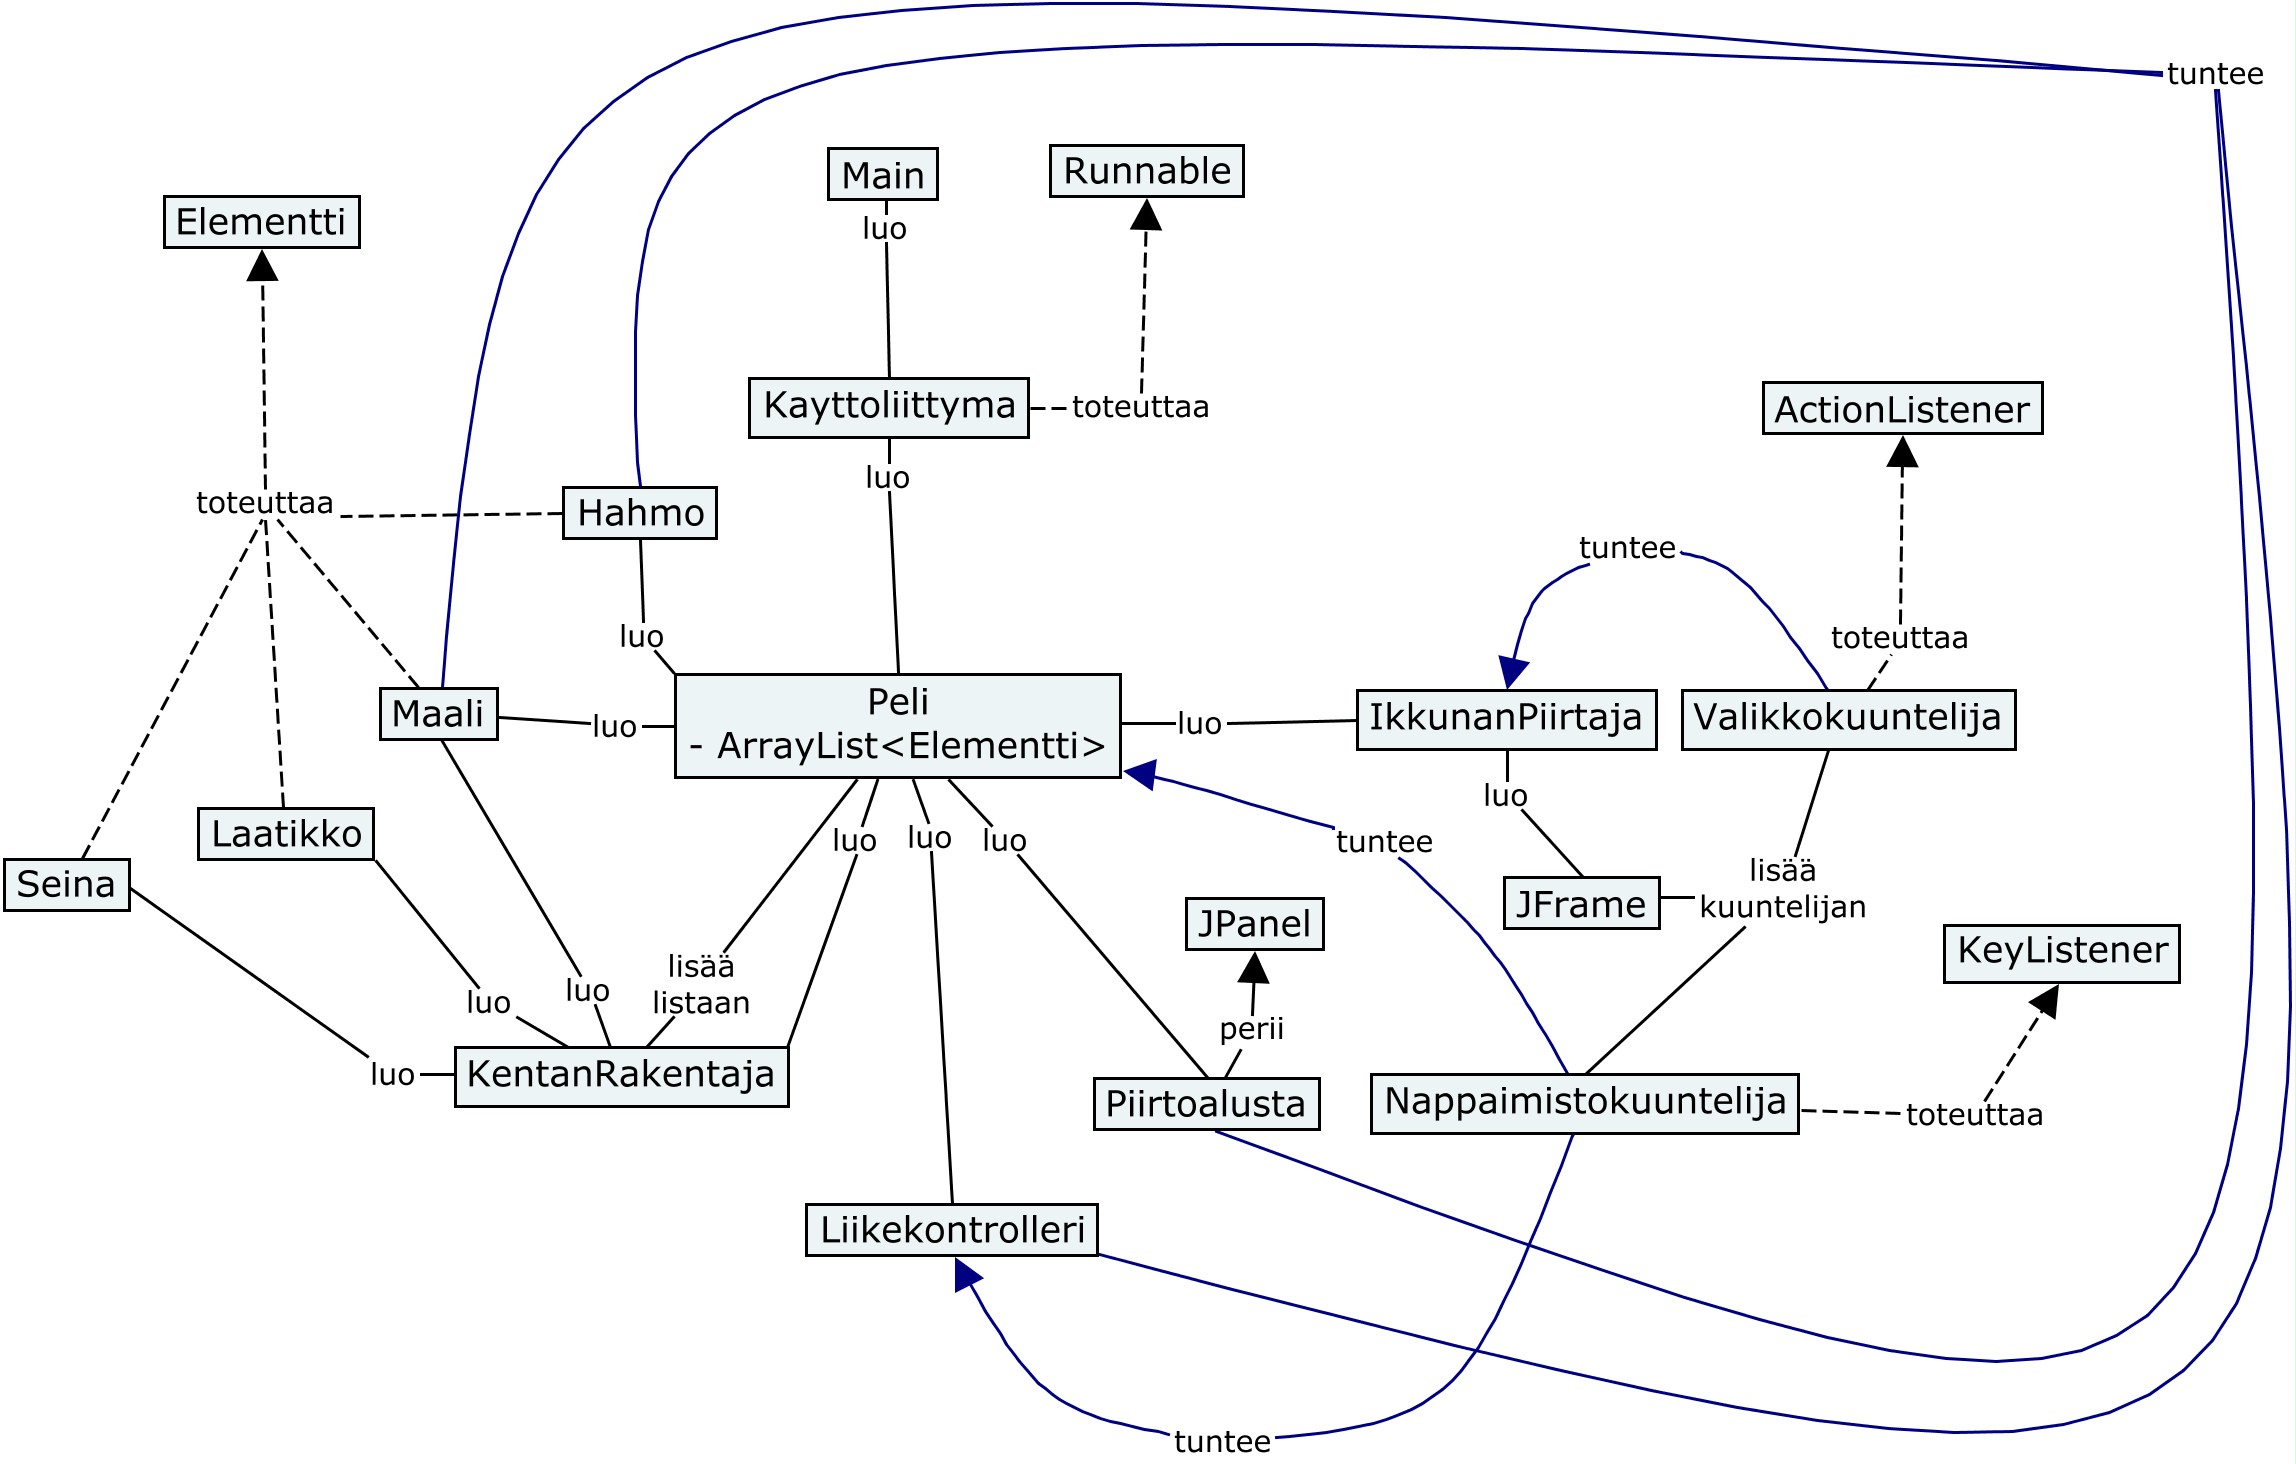 tuntee
Main
Runnable
Elementti
luo
Kayttoliittyma
toteuttaa
ActionListener
luo
toteuttaa
Hahmo
tuntee
luo
toteuttaa
Maali
luo
Peli
- ArrayList<Elementti>
luo
IkkunanPiirtaja
Valikkokuuntelija
luo
Laatikko
luo
luo
luo
tuntee
Seina
lisää
kuuntelijan
JFrame
JPanel
KeyListener
lisää
listaan
luo
luo
perii
luo
KentanRakentaja
Piirtoalusta
Nappaimistokuuntelija
toteuttaa
Liikekontrolleri
tuntee